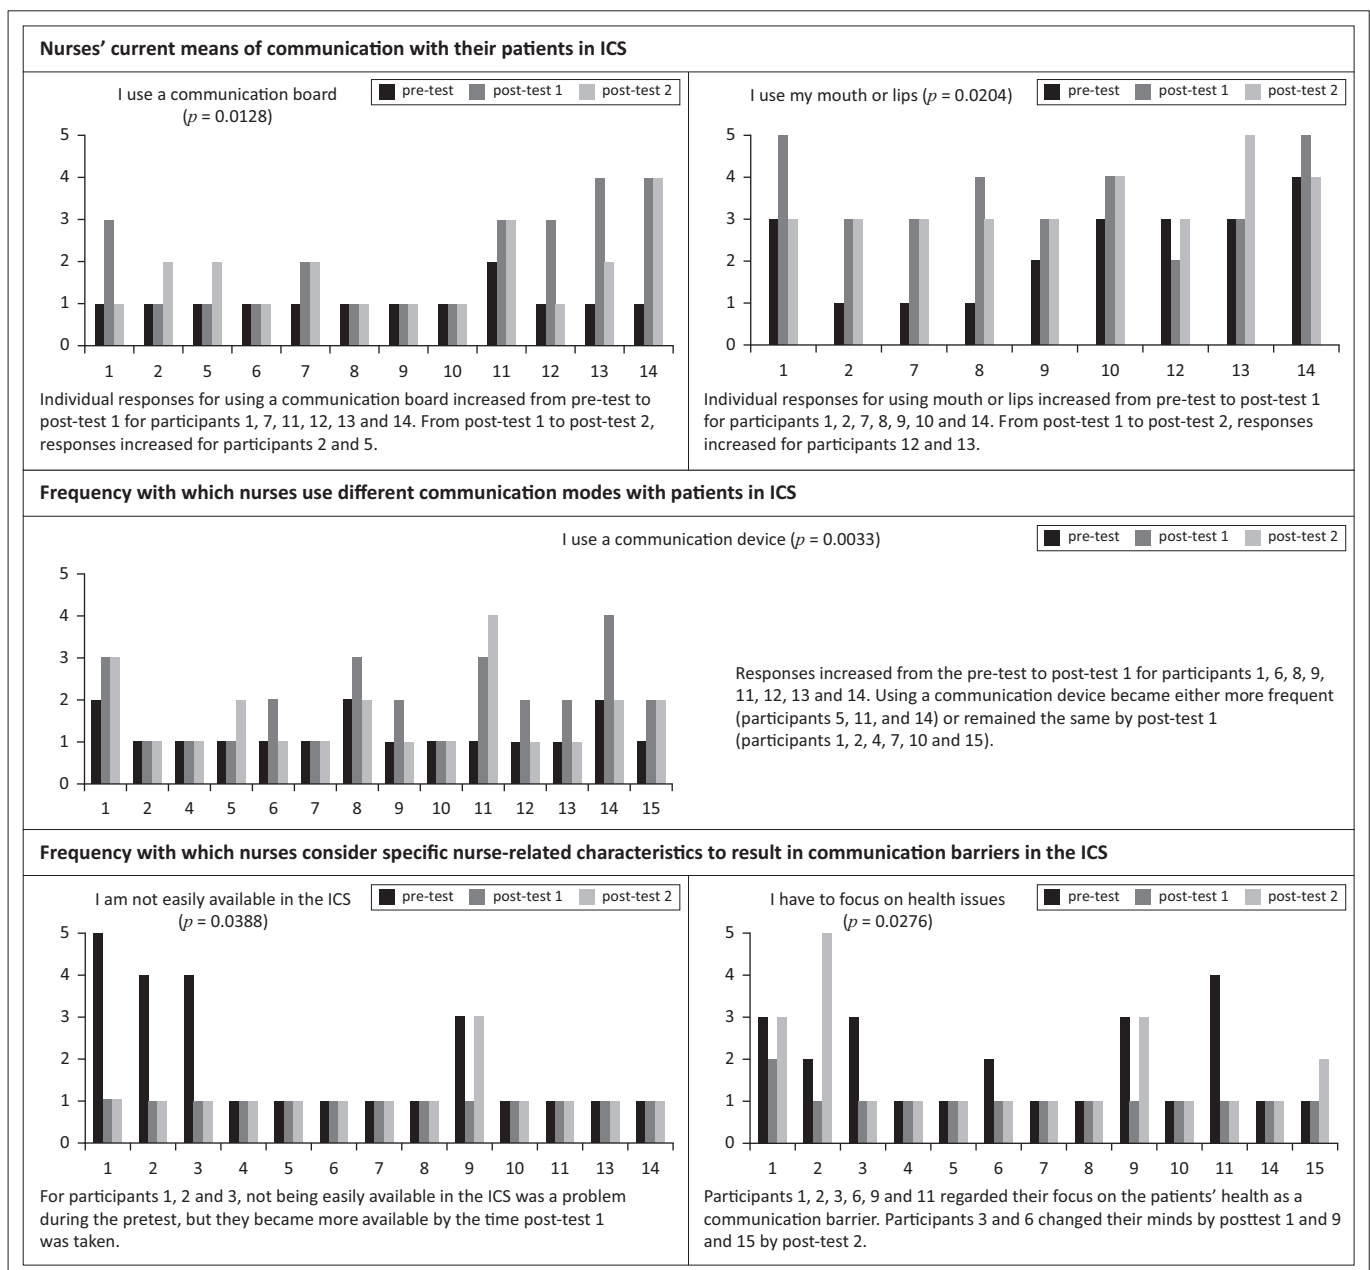 Nurses’ current means of communication with their patients in ICS
I use a communication board
(p = 0.0128)
pre-test post-test 1 post-test 2
5
4
3
2
1
0
1 2 5 6 7 8 9 10 11 12 13 14
Individual responses for using a communication board increased from pre-test to
post-test 1 for participants 1, 7, 11, 12, 13 and 14. From post-test 1 to post-test 2,
responses increased for participants 2 and 5.
I use my mouth or lips (p = 0.0204)
pre-test post-test 1 post-test 2
5
4
3
2
1
0
1 2 7 8 9 10 12 13 14
Individual responses for using mouth or lips increased from pre-test to post-test 1
for participants 1, 2, 7, 8, 9, 10 and 14. From post-test 1 to post-test 2, responses
increased for participants 12 and 13.
Frequency with which nurses use different communication modes with patients in ICS
I use a communication device (p = 0.0033)
pre-test post-test 1 post-test 2
5
4
3
2
1
0
1 2 4 5 6 7 8 9 10 11 12 13 14 15
Responses increased from the pre-test to post-test 1 for participants 1, 6, 8, 9,
11, 12, 13 and 14. Using a communication device became either more frequent
(participants 5, 11, and 14) or remained the same by post-test 1
(participants 1, 2, 4, 7, 10 and 15).
Frequency with which nurses consider specific nurse-related characteristics to result in communication barriers in the ICS
I am not easily available in the ICS
(p = 0.0388)
pre-test post-test 1 post-test 2
5
4
3
2
1
0
1 2 3 4 5 6 7 8 9 10 11 13 14
For participants 1, 2 and 3, not being easily available in the ICS was a problem
during the pretest, but they became more available by the time post-test 1
was taken.
I have to focus on health issues
(p = 0.0276)
pre-test post-test 1 post-test 2
5
4
3
2
1
0
1 2 3 4 5 6 7 8 9 10 11 14 15
Participants 1, 2, 3, 6, 9 and 11 regarded their focus on the patients’ health as a
communication barrier. Participants 3 and 6 changed their minds by posttest 1 and 9
and 15 by post-test 2.